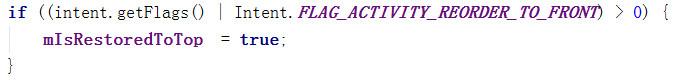 if ((intent.getFlags() | Intent.FLAG_ACTIVITY_REORDER_TO_FRONT) > 0) {
    mIsRestoredToTop = true;
}